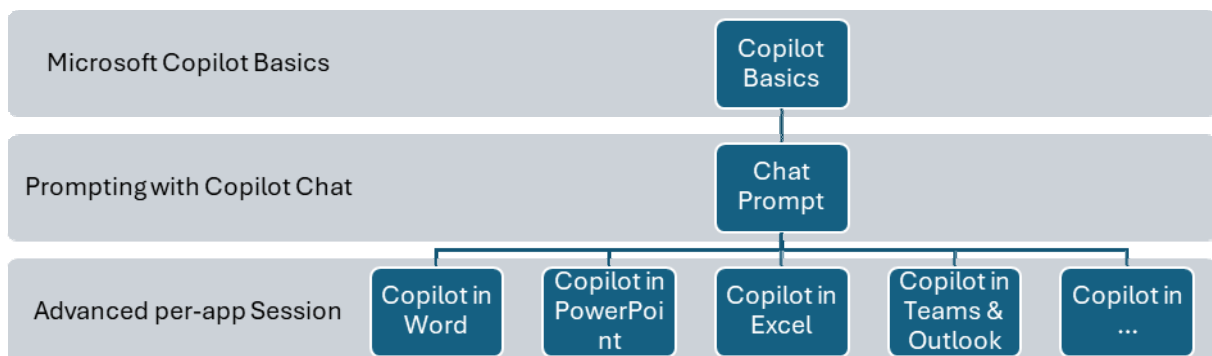 Microsoft Copilot Basics
Copilot
Basics
Prompting with Copilot Chat
Chat
Prompt
Advanced per-app Session
Copilot in
Word
Copilot in
PowerPoi
nt
Copilot in
Excel
Copilot in
Teams &
Outlook
Copilot in
...